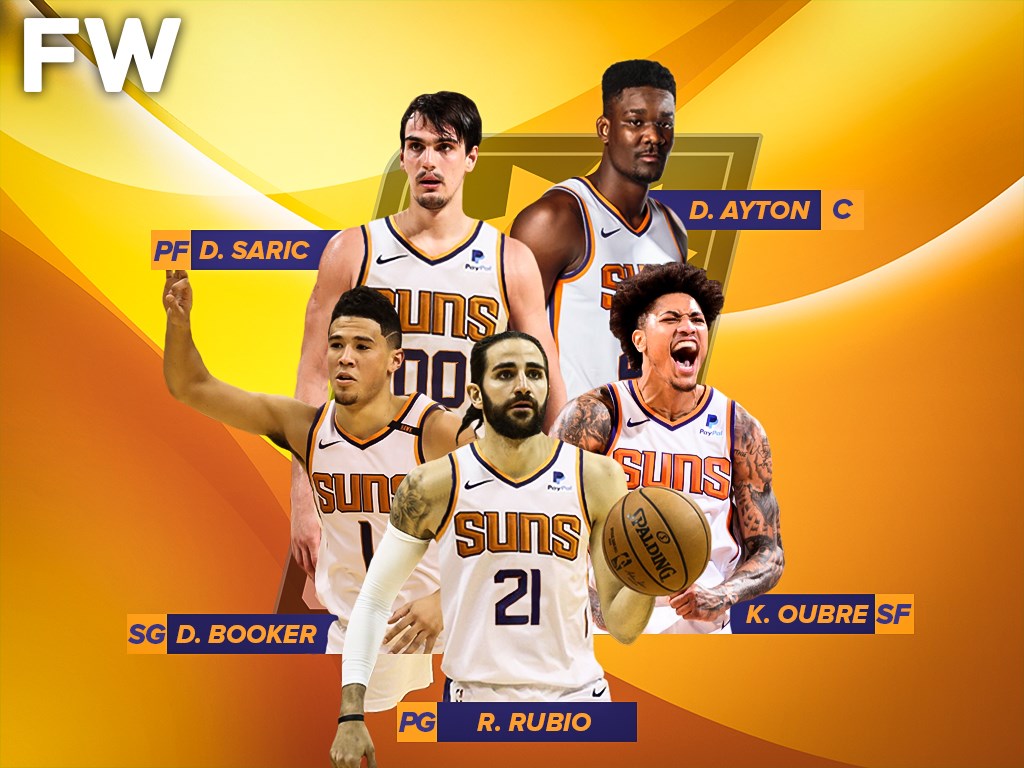 FW
D. AYTON C
PF D. SARIC
PayPal
SUNS
00
SUNS
PayPal
SUNS
1
PayPal
SUNS
21
SPALDING
K. OUBRE SF
SG D. BOOKER
PG R. RUBIO